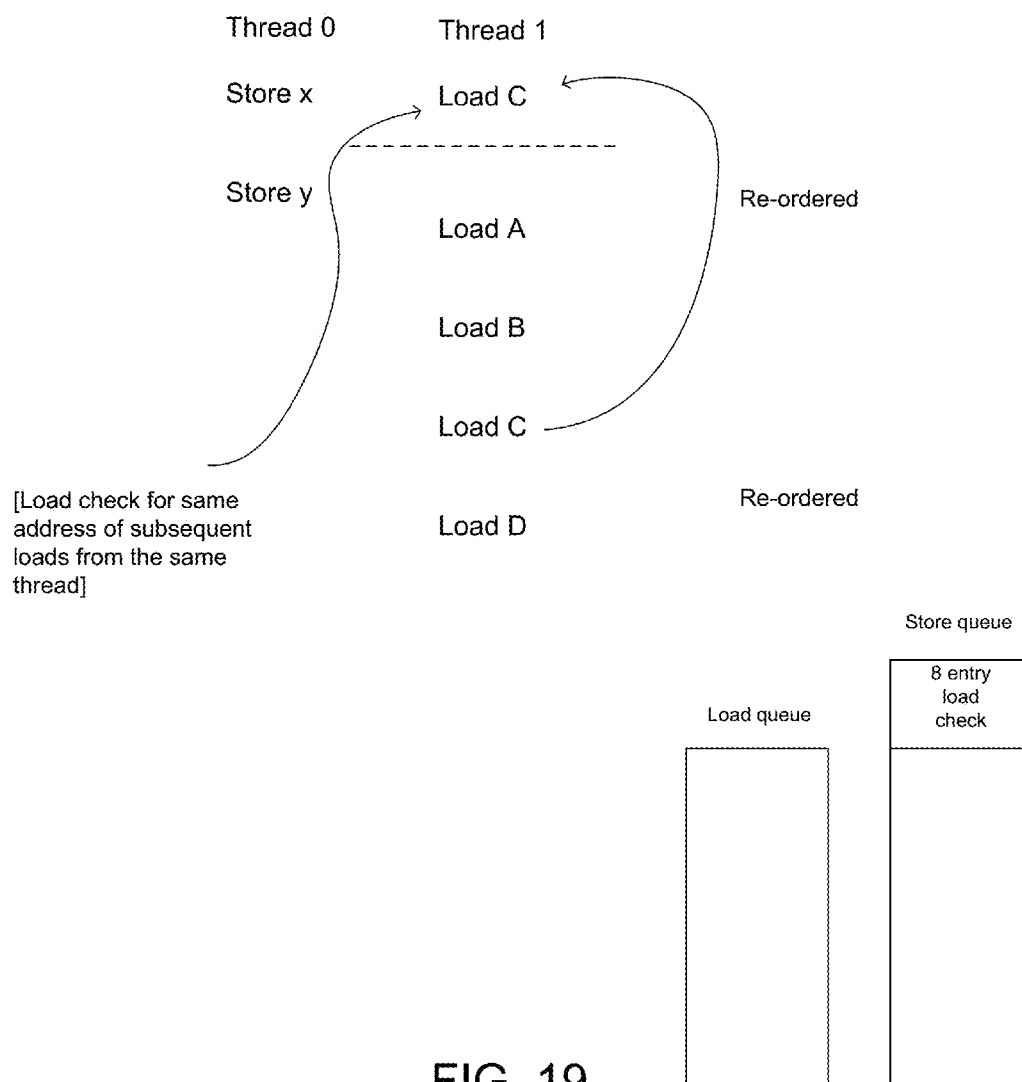 Thread 0
Thread 1
Store x
Load C
Store y
Re-ordered
Load A
Load B
Load C
[Load check for same
address of subsequent
loads from the same
thread]
Re-ordered
Load D
Store queue
8 entry
load
check
Load queue
FIG. 19